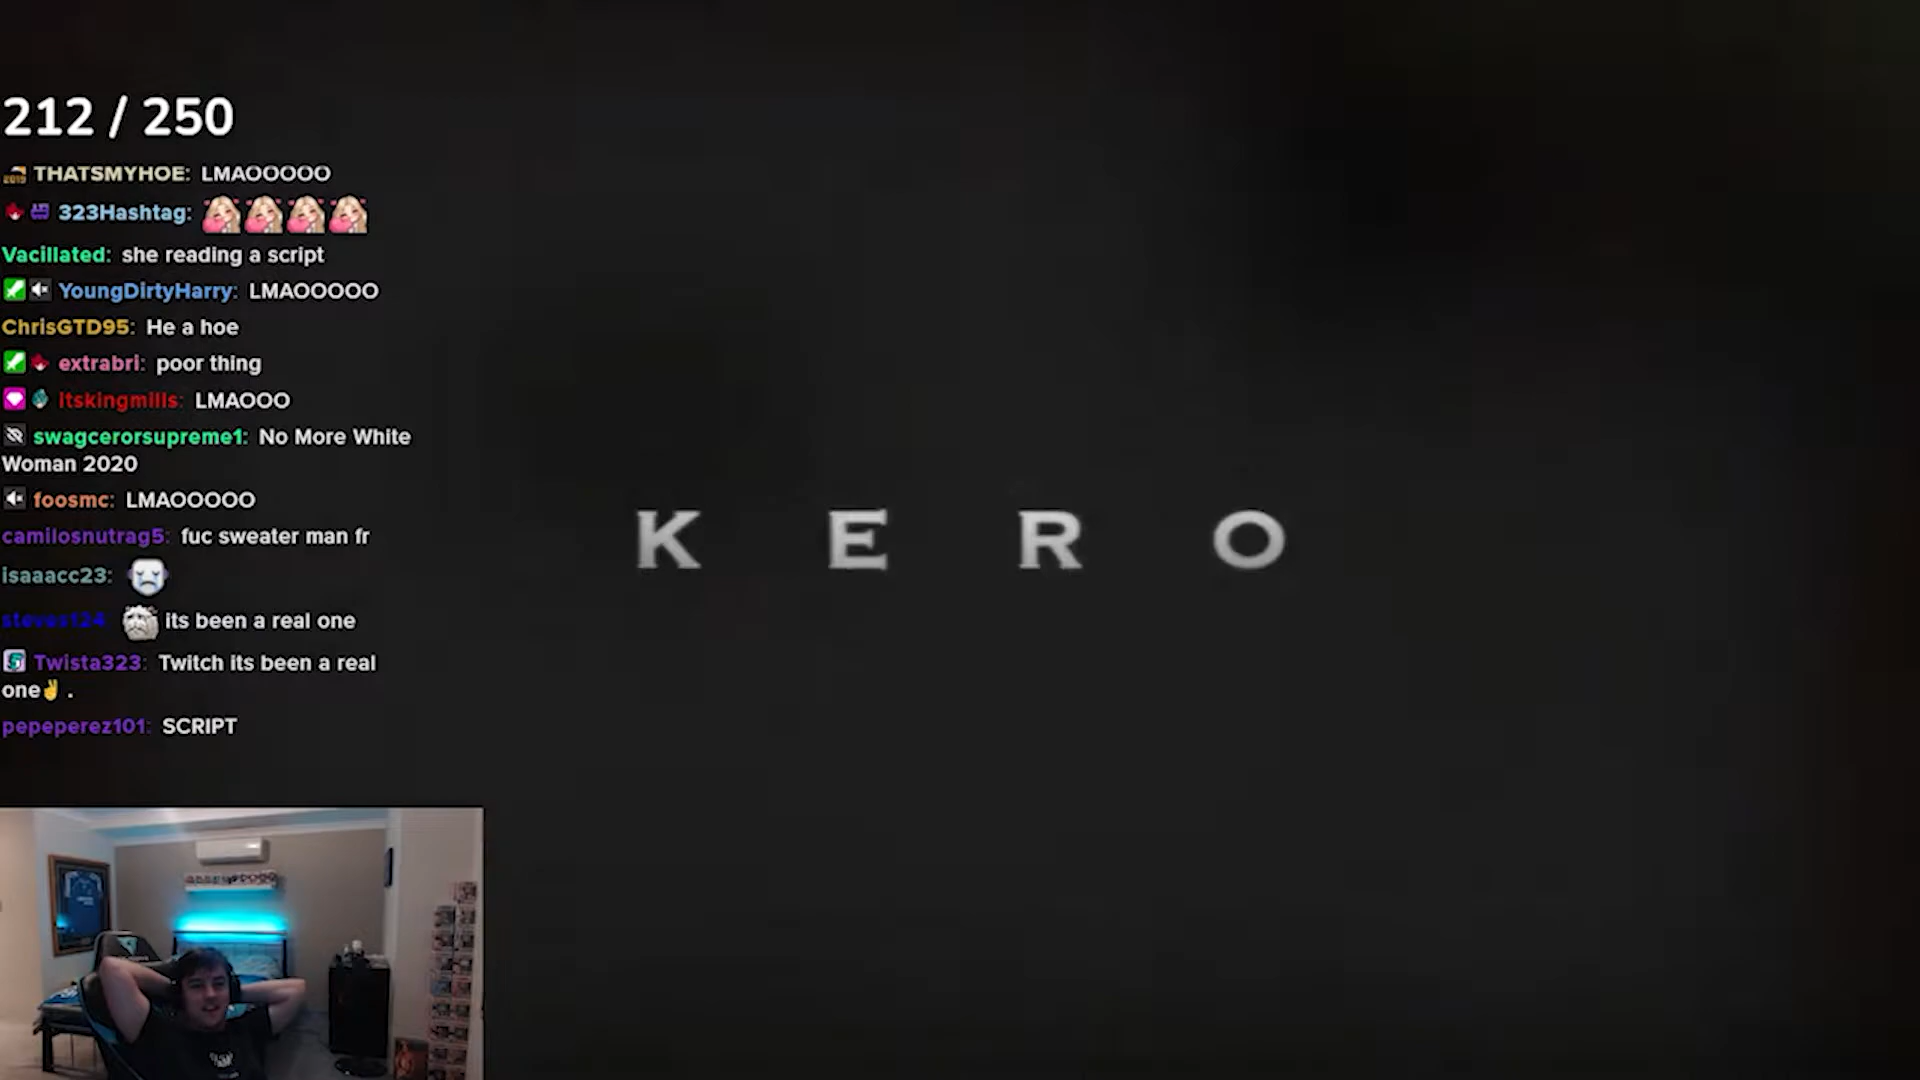 212 / 250
THATSMYHOE: LMAOOOOO
323Hashtag:
Vacillated: she reading a script
YoungDirtyHarry: LMAOOOOO
ChrisGTD95: He a hoe
extrabri: poor thing
itskingmills: LMAOOO
swagcerorsupreme1: No More White
Woman 2020
foosmc: LMAOOOOO
camilosnutrag5: fuc sweater man fr
isaaacc23:
its been a real one
Twista323: Twitch its been a real
one✌ .
pepeperez101: SCRIPT
K E R O